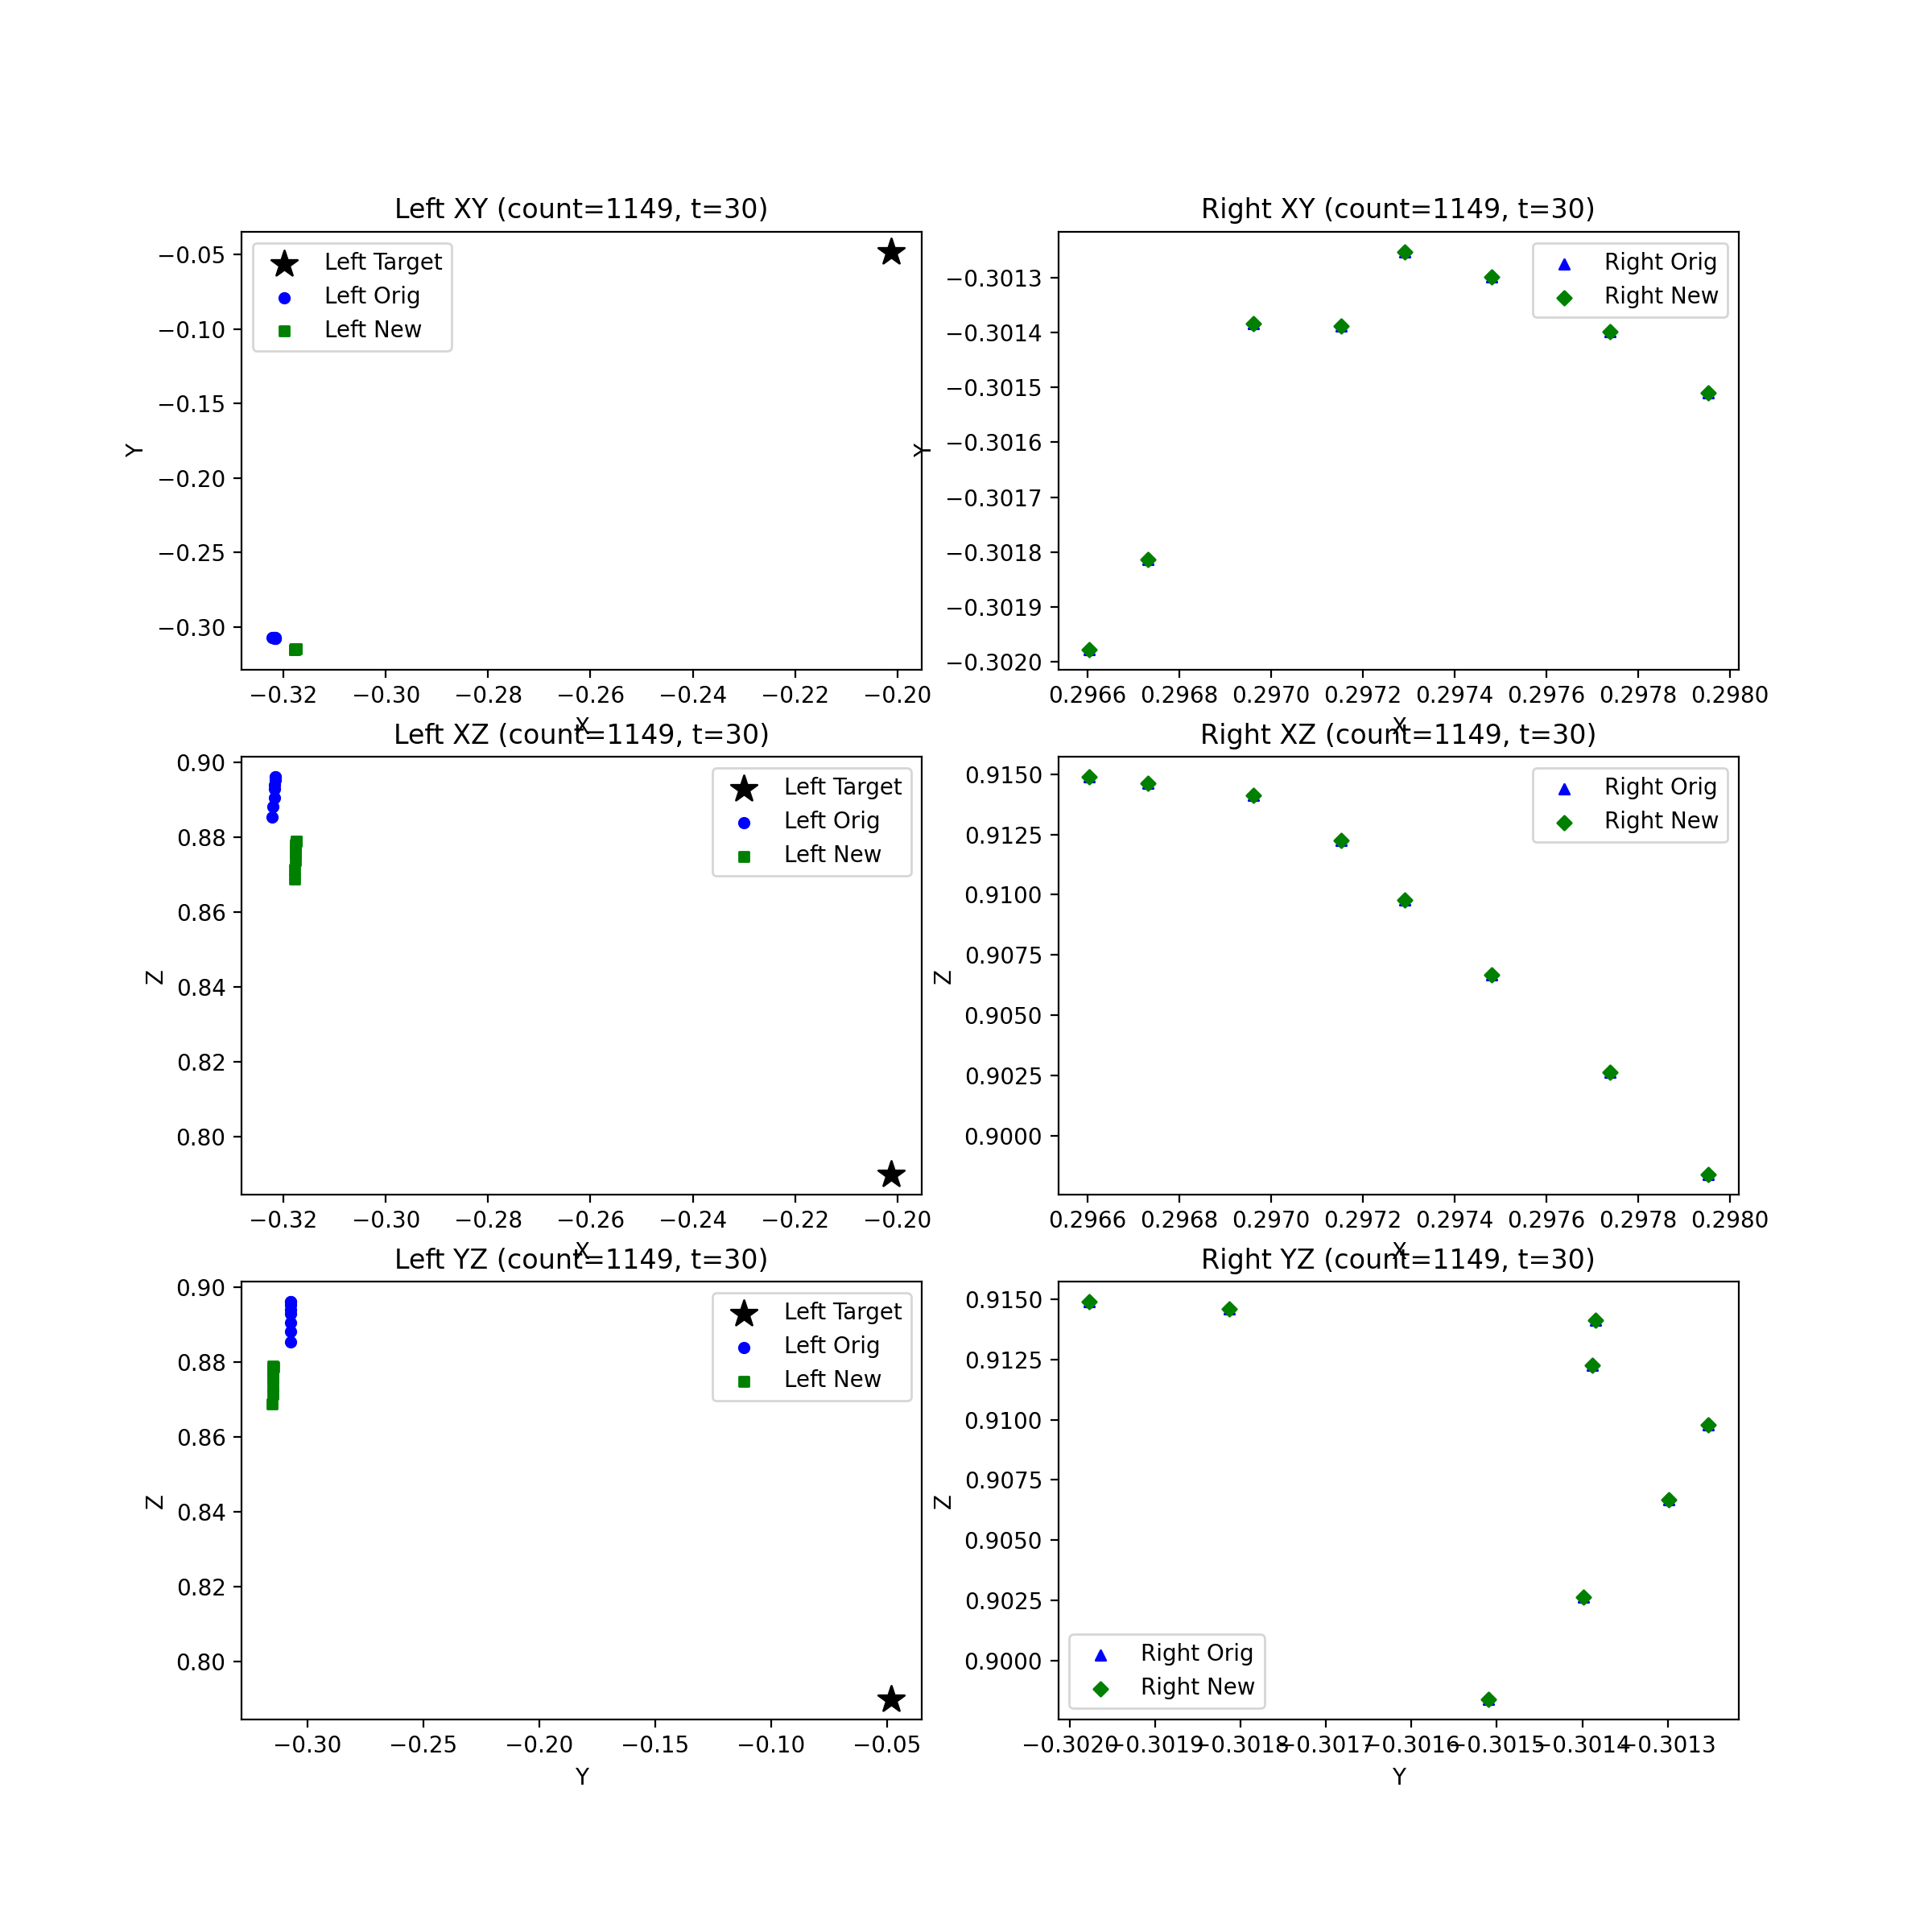 Left XY (count=1149, t=30)
Left Target
Left Orig
Left New
−0.05
−0.10
−0.15
−0.20
−0.25
−0.30
Y
−0.32 −0.30 −0.28 −0.26 −0.24 −0.22 −0.20
X
Right XY (count=1149, t=30)
Right Orig
Right New
−0.3013
−0.3014
−0.3015
−0.3016
−0.3017
−0.3018
−0.3019
−0.3020
Y
0.2966 0.2968 0.2970 0.2972 0.2974 0.2976 0.2978 0.2980
X
Left XZ (count=1149, t=30)
Left Target
Left Orig
Left New
0.90
0.88
0.86
0.84
0.82
0.80
Z
−0.32 −0.30 −0.28 −0.26 −0.24 −0.22 −0.20
X
Right XZ (count=1149, t=30)
Right Orig
Right New
0.9150
0.9125
0.9100
0.9075
0.9050
0.9025
0.9000
Z
0.2966 0.2968 0.2970 0.2972 0.2974 0.2976 0.2978 0.2980
X
Left YZ (count=1149, t=30)
Left Target
Left Orig
Left New
0.90
0.88
0.86
0.84
0.82
0.80
Z
−0.30 −0.25 −0.20 −0.15 −0.10 −0.05
Y
Right YZ (count=1149, t=30)
0.9150
0.9125
0.9100
0.9075
0.9050
0.9025
0.9000
Z
Right Orig
Right New
−0.3020 −0.3019 −0.3018 −0.3017 −0.3016 −0.3015 −0.3014 −0.3013
Y